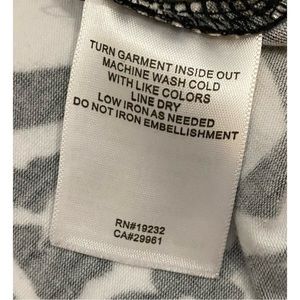 TURN GARMENT INSIDE OUT
MACHINE WASH COLD
WITH LIKE COLORS
LINE DRY
LOW IRON AS NEEDED
DO NOT IRON EMBELLISHMENT
RN#19232
CA#29961